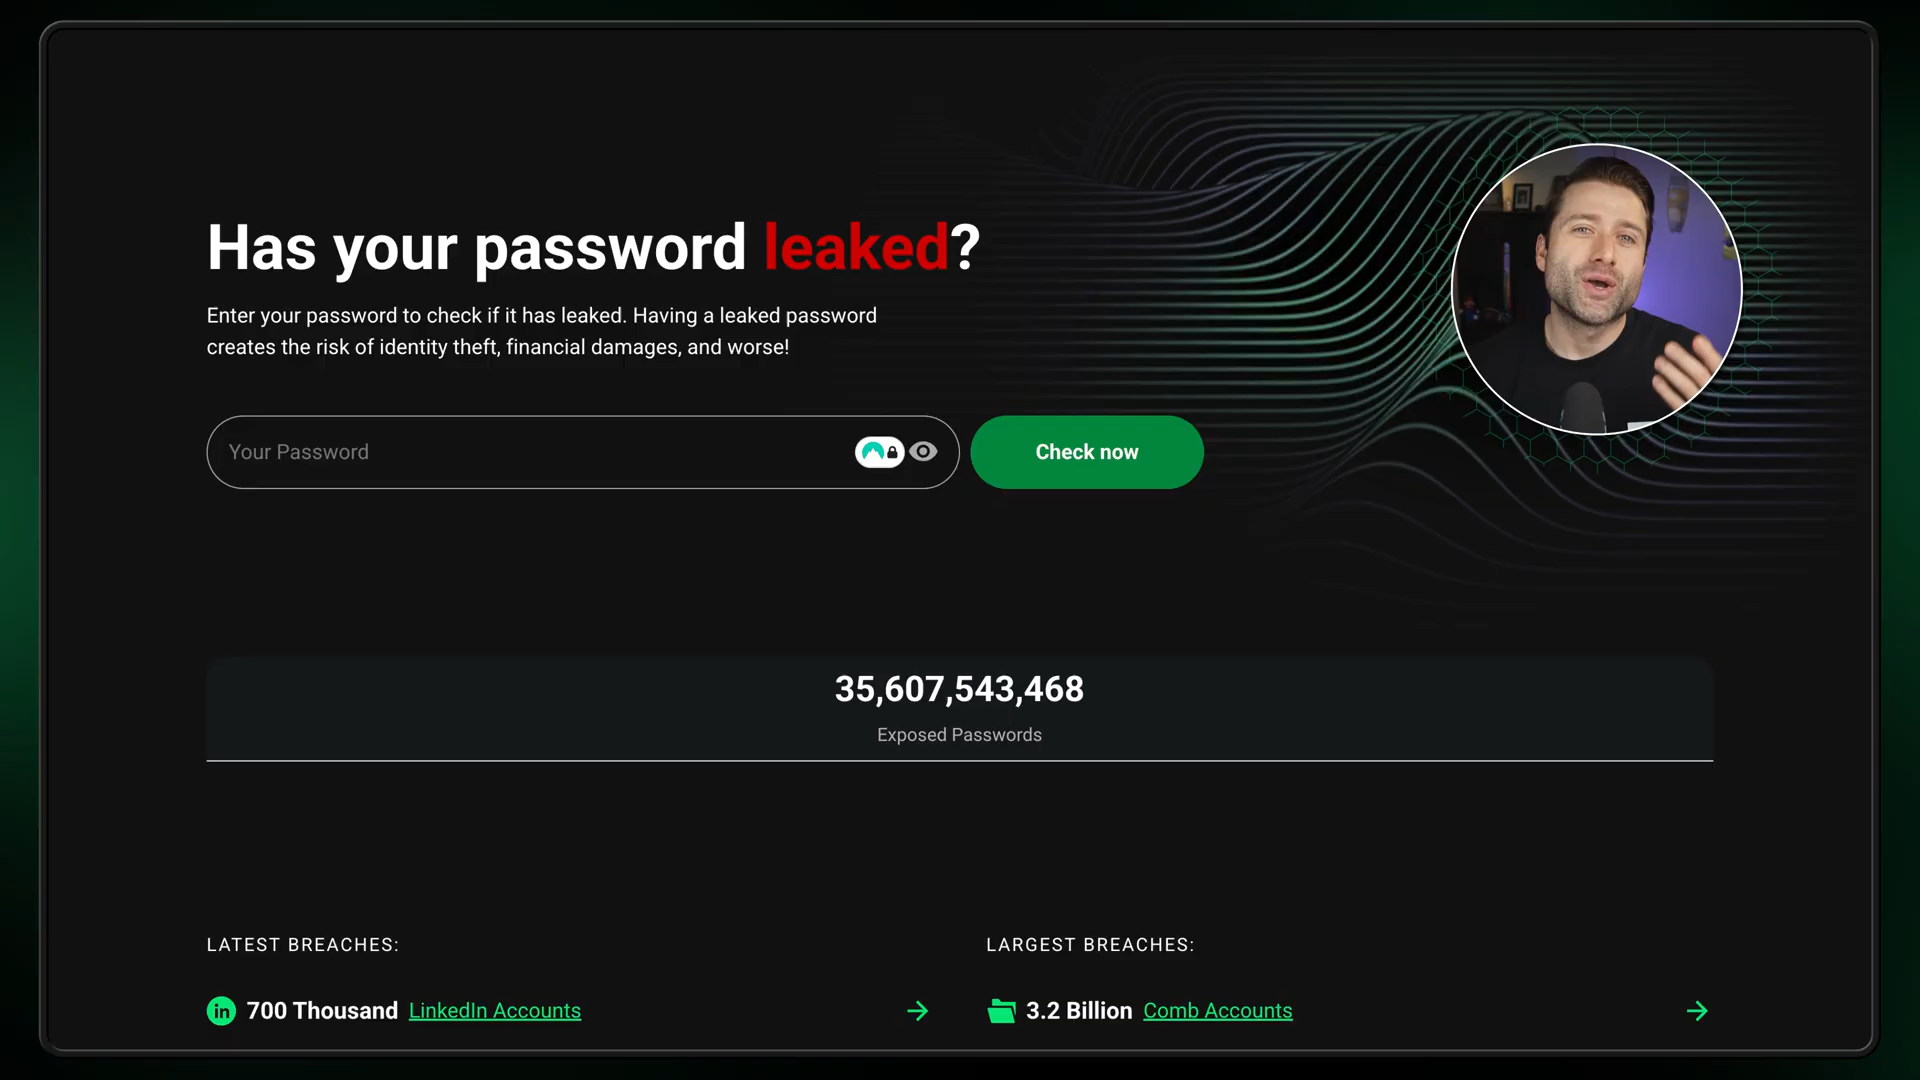 Has your password leaked?
Enter your password to check if it has leaked. Having a leaked password
creates the risk of identity theft, financial damages, and worse!
Your Password
Check now
35,607,543,468
Exposed Passwords
LATEST BREACHES:
in 700 Thousand LinkedIn Accounts
LARGEST BREACHES:
3.2 Billion Comb Accounts